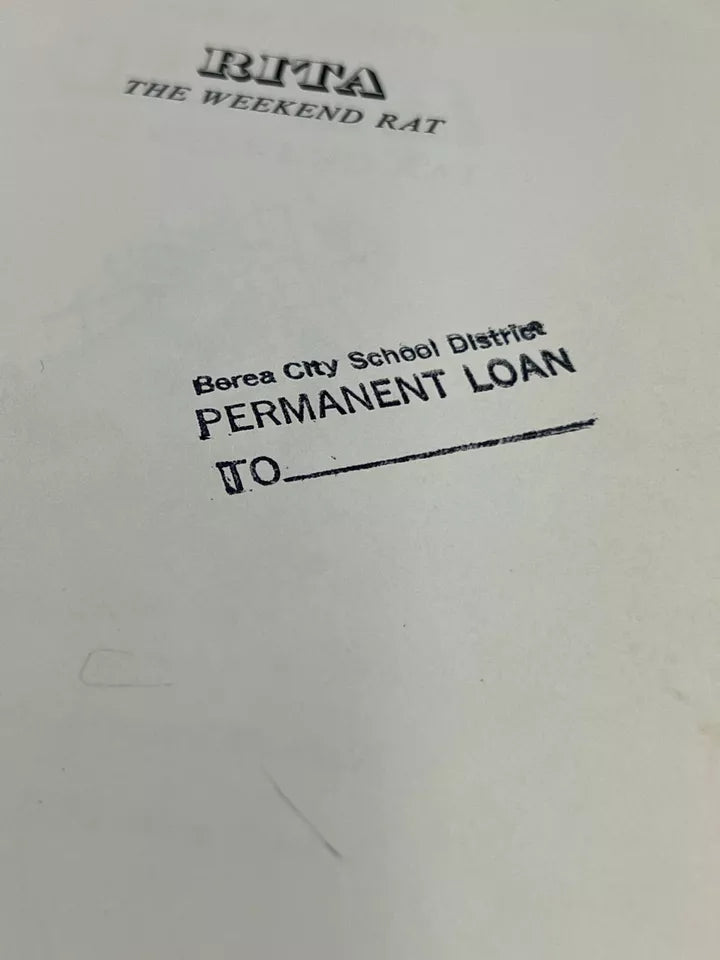 RITA
THE WEEKEND RAT
Berea City School District
PERMANENT LOAN
TO